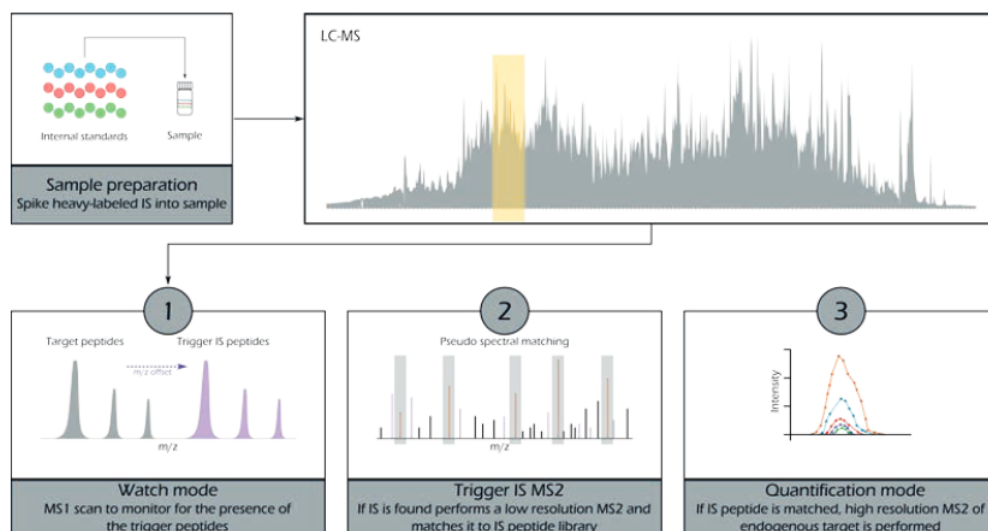 LC-MS
Internal standards
Sample
Sample preparation
Spike heavy-labeled IS into sample
1
Target peptides
Trigger IS peptides
m/z offset
m/z
Watch mode
MS1 scan to monitor for the presence of
the trigger peptides
2
Pseudo spectral matching
m/z
Trigger IS MS2
If IS is found performs a low resolution MS2 and
matches it to IS peptide library
3
Intensity
Quantification mode
If IS peptide is matched, high resolution MS2 of
endogenous target is performed